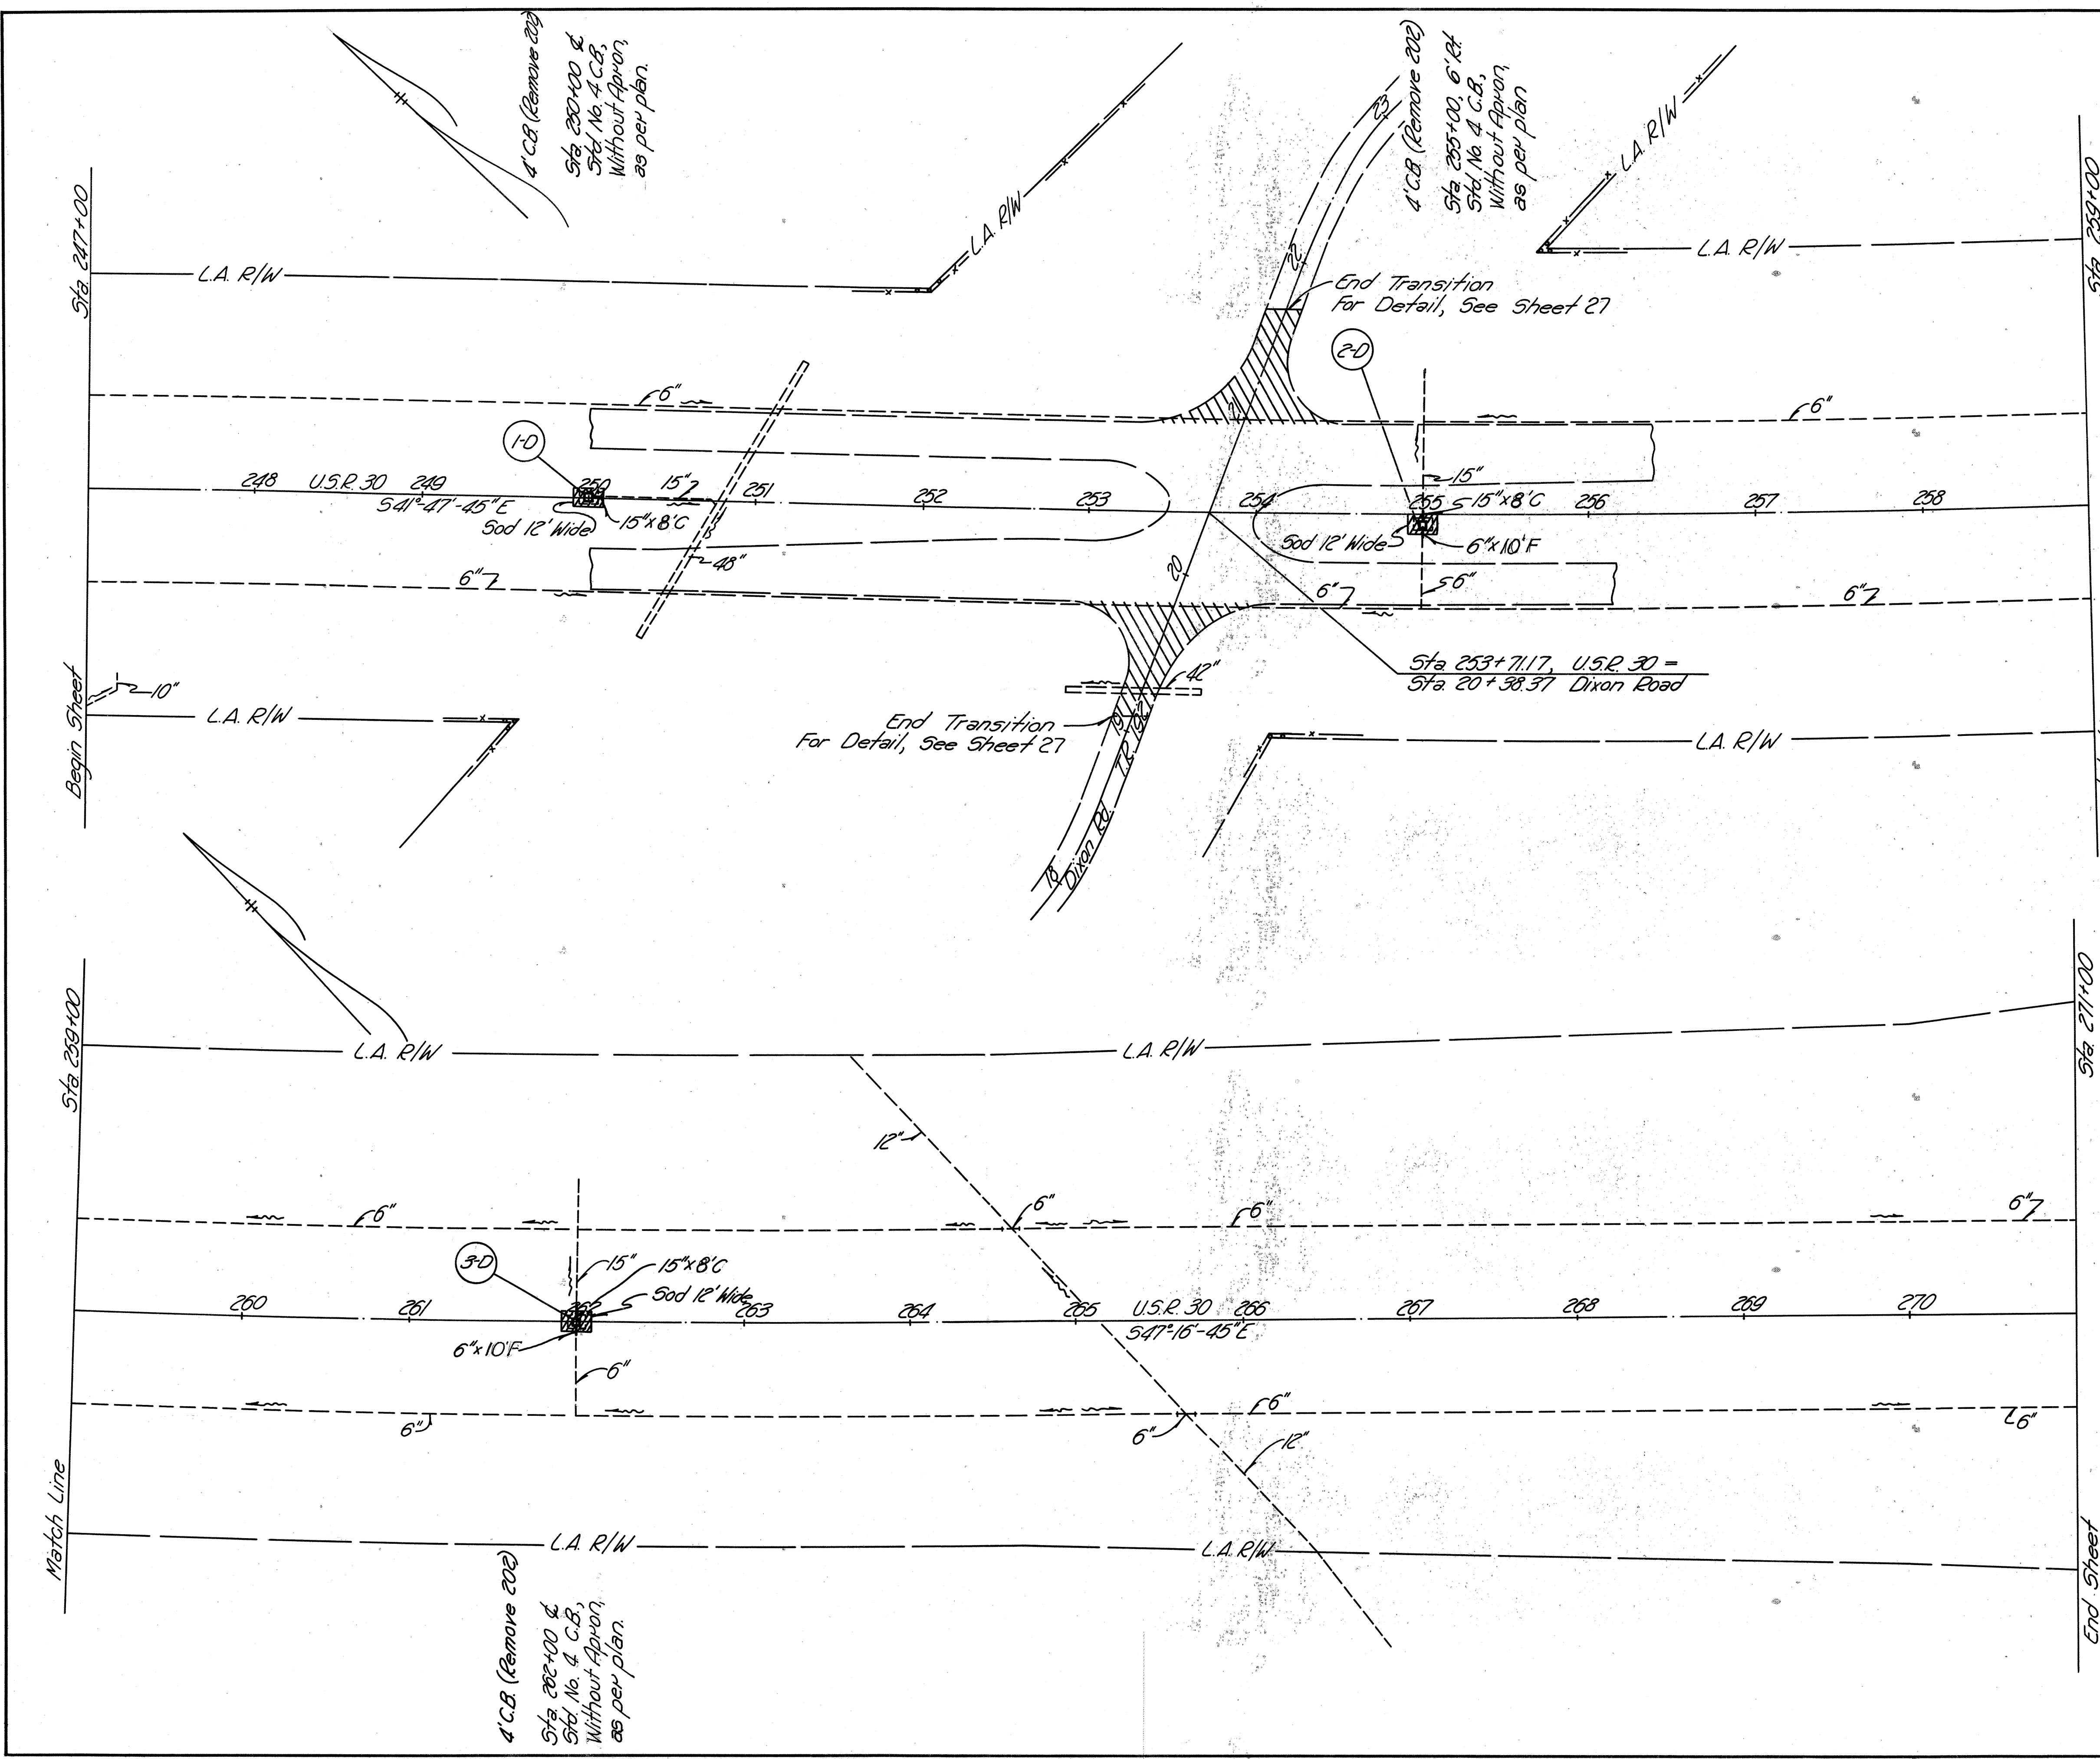 4' C.B. (Remove 202)
Sta. 250+00 ℄
Std. No. 4 C.B.,
Without Apron,
as per plan.
4' C.B. (Remove 202)
Sta. 255+00, 6' Rt.
Std. No. 4 C.B.,
Without Apron,
as per plan
Sta. 247+00
Sta. 259+00
L.A. R/W
L.A. R/W
L.A. R/W
L.A. R/W
23
22
End Transition
For Detail, See Sheet 27
2-D
6"
6"
1-D
21
248 U.S.R. 30 249 250 15" 251 252 253 254 255 256 257 258
S41°-47'-45"E
15"
15"x8'C
Sod 12' Wide
15"x8'C
Sod 12' Wide
6"x10'F
48"
20
6"
6"
6"
6"
Sta. 253+71.17, U.S.R. 30 =
Sta. 20+38.37 Dixon Road
10"
42"
Begin Sheet
L.A. R/W
End Transition
For Detail, See Sheet 27
19
T.R. 192
L.A. R/W
18
Dixon Rd.
Sta. 259+00
Sta. 271+00
L.A. R/W
L.A. R/W
12"
6"
6"
6"
6"
3-D
15"
15"x8'C
Sod 12' Wide
260 261 262 263 264 265 U.S.R. 30 266 267 268 269 270
S47°-16'-45"E
6"x10'F
6"
6"
6"
6"
6"
12"
Match Line
L.A. R/W
L.A. R/W
End Sheet
4' C.B. (Remove 202)
Sta. 262+00 ℄
Std. No. 4 C.B.,
Without Apron,
as per plan.